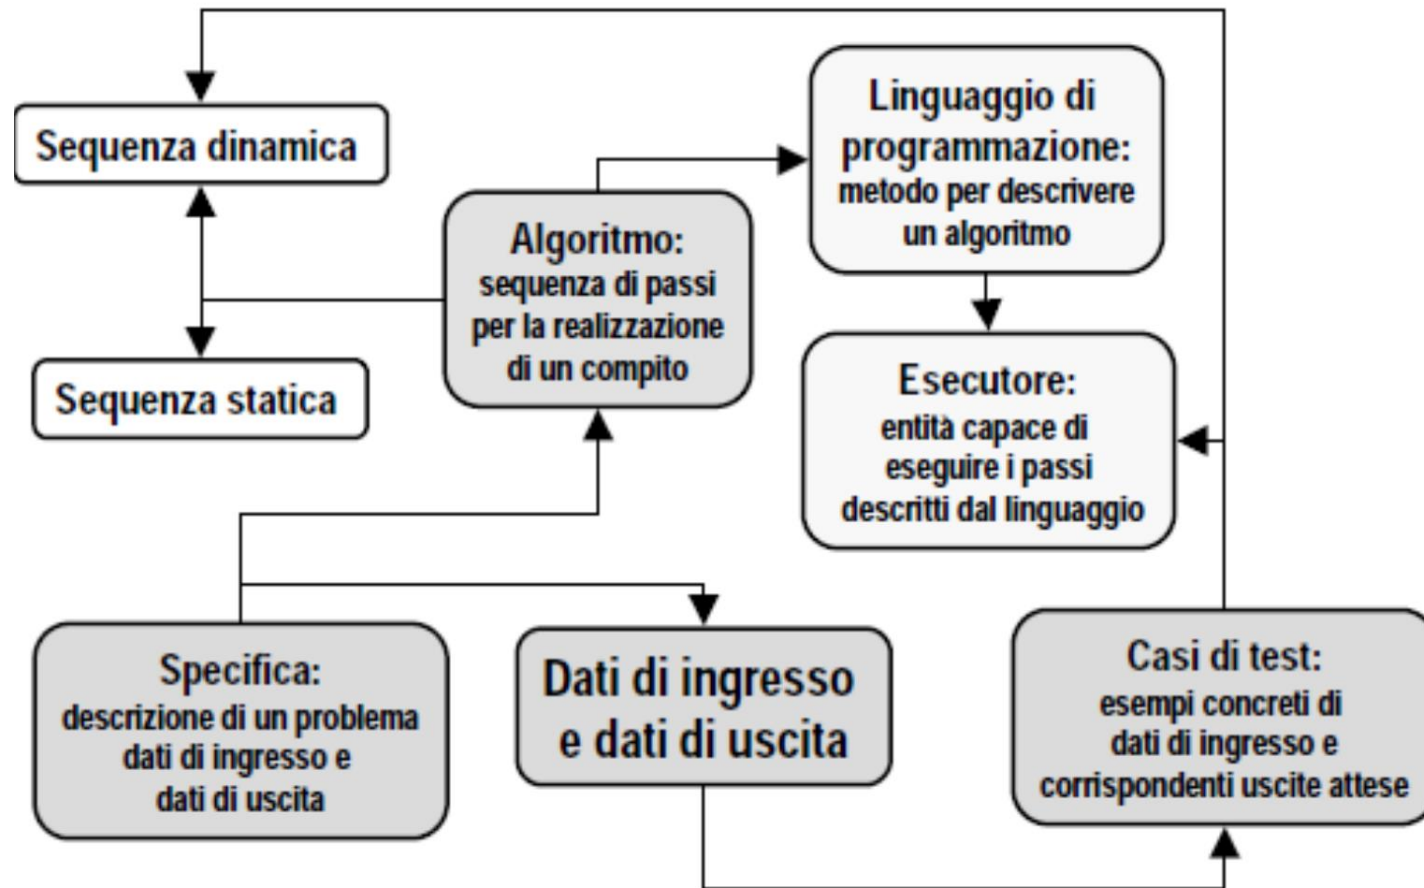 Sequenza dinamica
Linguaggio di
programmazione:
metodo per descrivere
un algoritmo
Algoritmo:
sequenza di passi
per la realizzazione
di un compito
Sequenza statica
Esecutore:
entità capace di
eseguire i passi
descritti dal linguaggio
Specifica:
descrizione di un problema
dati di ingresso e
dati di uscita
Dati di ingresso
e dati di uscita
Casi di test:
esempi concreti di
dati di ingresso e
corrispondenti uscite attese